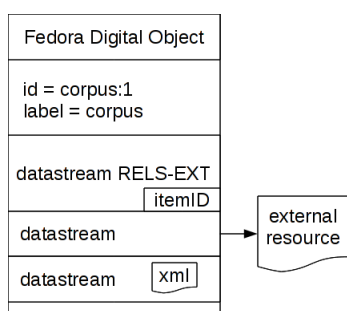 Fedora Digital Object
id = corpus:1
label = corpus
datastream RELS-EXT
itemID
datastream
external
resource
datastream
xml